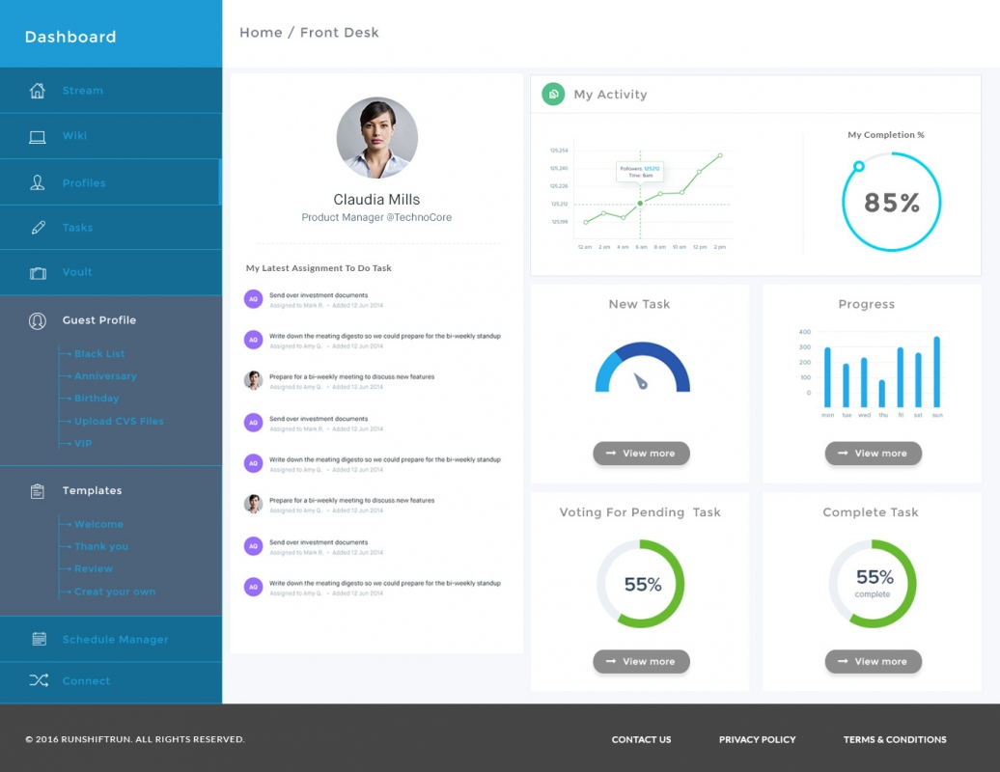 Dashboard
Home / Front Desk
Stream
Wiki
Profiles
Tasks
Voult
Guest Profile
Black List
Anniversary
Birthday
Upload CVS Files
VIP
Templates
Welcome
Thank you
Review
Creat your own
Schedule Manager
Connect
Claudia Mills
Product Manager @TechnoCore
My Latest Assignment To Do Task
AQ
Send over investment documents
Assigned to Mark R. • Added 12 Jun 2014
AQ
Write down the meating digesto so we could prepare for the bi-weekly standup
Assigned to Amy Q. • Added 12 Jun 2014
Prepare for a bi-weekly meeting to discuss new features
Assigned to Amy Q. • Added 12 Jun 2014
AQ
Send over investment documents
Assigned to Mark R. • Added 12 Jun 2014
AQ
Write down the meating digesto so we could prepare for the bi-weekly standup
Assigned to Amy Q. • Added 12 Jun 2014
Prepare for a bi-weekly meeting to discuss new features
Assigned to Amy Q. • Added 12 Jun 2014
AQ
Send over investment documents
Assigned to Mark R. • Added 12 Jun 2014
AQ
Write down the meating digesto so we could prepare for the bi-weekly standup
Assigned to Amy Q. • Added 12 Jun 2014
My Activity
125,254
125,240
125,226
125,212
125,198
Followers: 125212
Time: 6am
12 am 2 am 4 am 6 am 8 am 10 am 12 pm 2 pm
My Completion %
85%
New Task
View more
Progress
400
300
200
100
0
mon tue wed thu fri sat sun
View more
Voting For Pending Task
55%
View more
Complete Task
55%
complete
View more
© 2016 RUNSHIFTRUN. ALL RIGHTS RESERVED.
CONTACT US
PRIVACY POLICY
TERMS & CONDITIONS